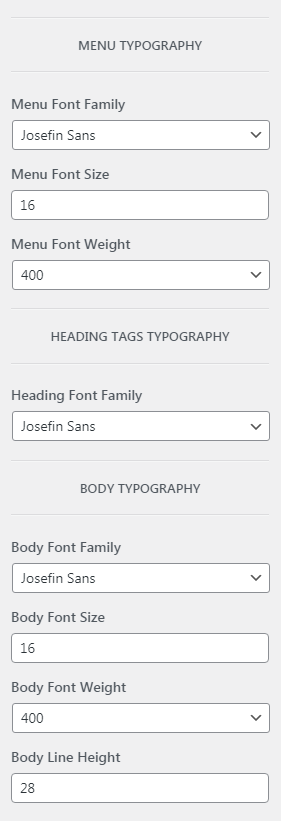 MENU TYPOGRAPHY
Menu Font Family
Josefin Sans
Menu Font Size
16
Menu Font Weight
400
HEADING TAGS TYPOGRAPHY
Heading Font Family
Josefin Sans
BODY TYPOGRAPHY
Body Font Family
Josefin Sans
Body Font Size
16
Body Font Weight
400
Body Line Height
28